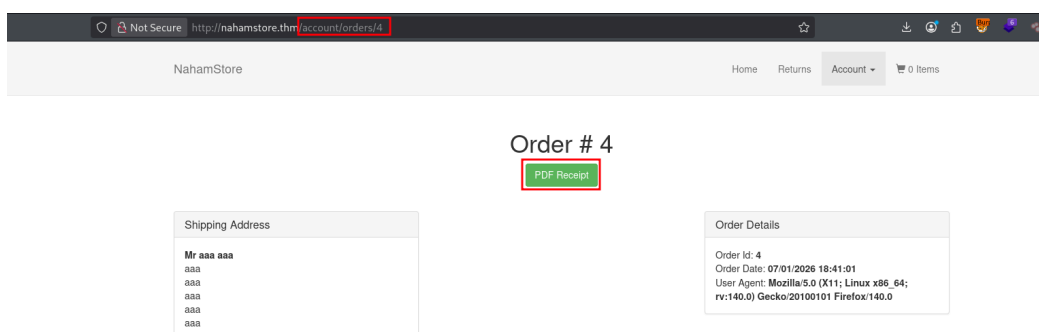 Not Secure http://nahamstore.thm/account/orders/4
NahamStore
Home Returns Account 0 Items
Order # 4
PDF Receipt
Shipping Address
Mr aaa aaa
aaa
aaa
aaa
aaa
aaa
Order Details
Order Id: 4
Order Date: 07/01/2026 18:41:01
User Agent: Mozilla/5.0 (X11; Linux x86_64;
rv:140.0) Gecko/20100101 Firefox/140.0